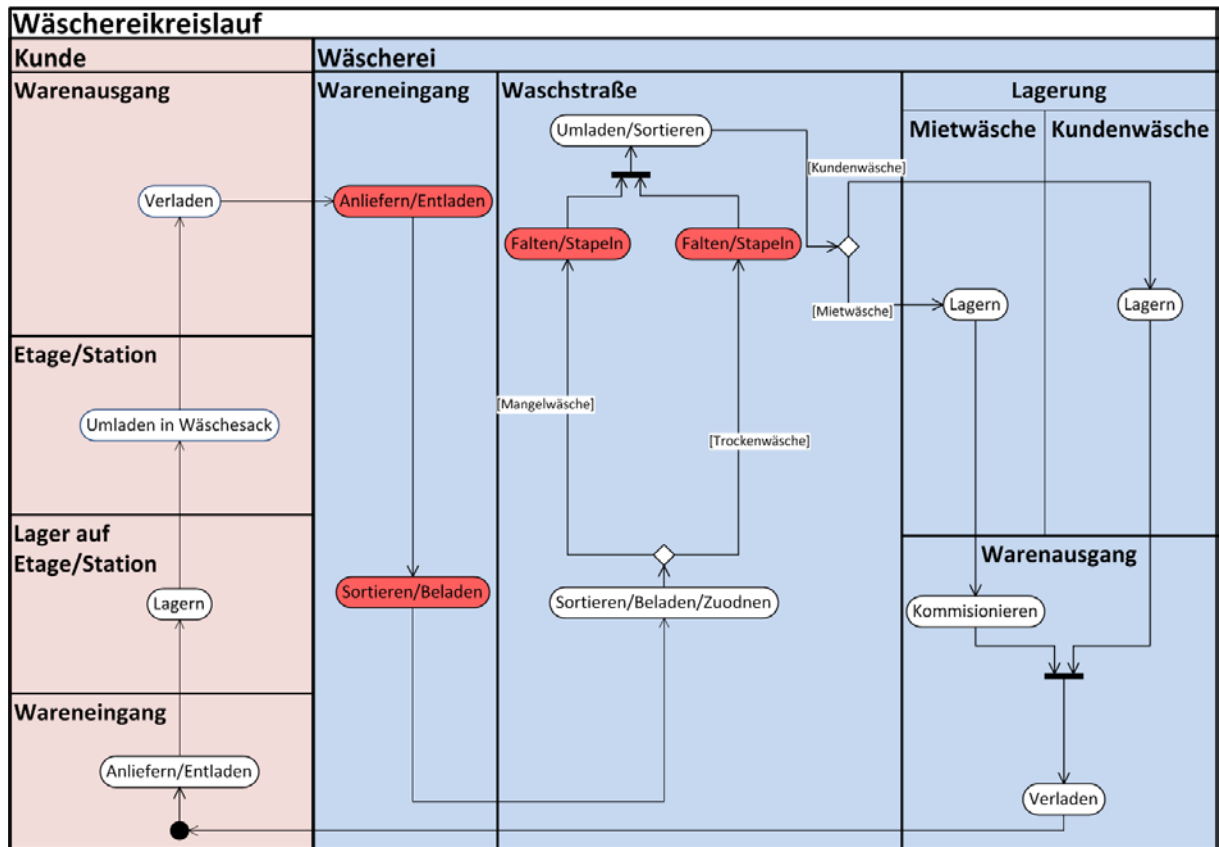 Wäschereikreislauf
Kunde
Wäscherei
Warenausgang
Wareneingang
Waschstraße
Lagerung
Mietwäsche
Kundenwäsche
Umladen/Sortieren
[Kundenwäsche]
Verladen
Anliefern/Entladen
Falten/Stapeln
Falten/Stapeln
[Mietwäsche]
Lagern
Lagern
Etage/Station
[Mangelwäsche]
Umladen in Wäschesack
[Trockenwäsche]
Lager auf
Etage/Station
Warenausgang
Sortieren/Beladen
Sortieren/Beladen/Zuodnen
Lagern
Kommisionieren
Wareneingang
Anliefern/Entladen
Verladen